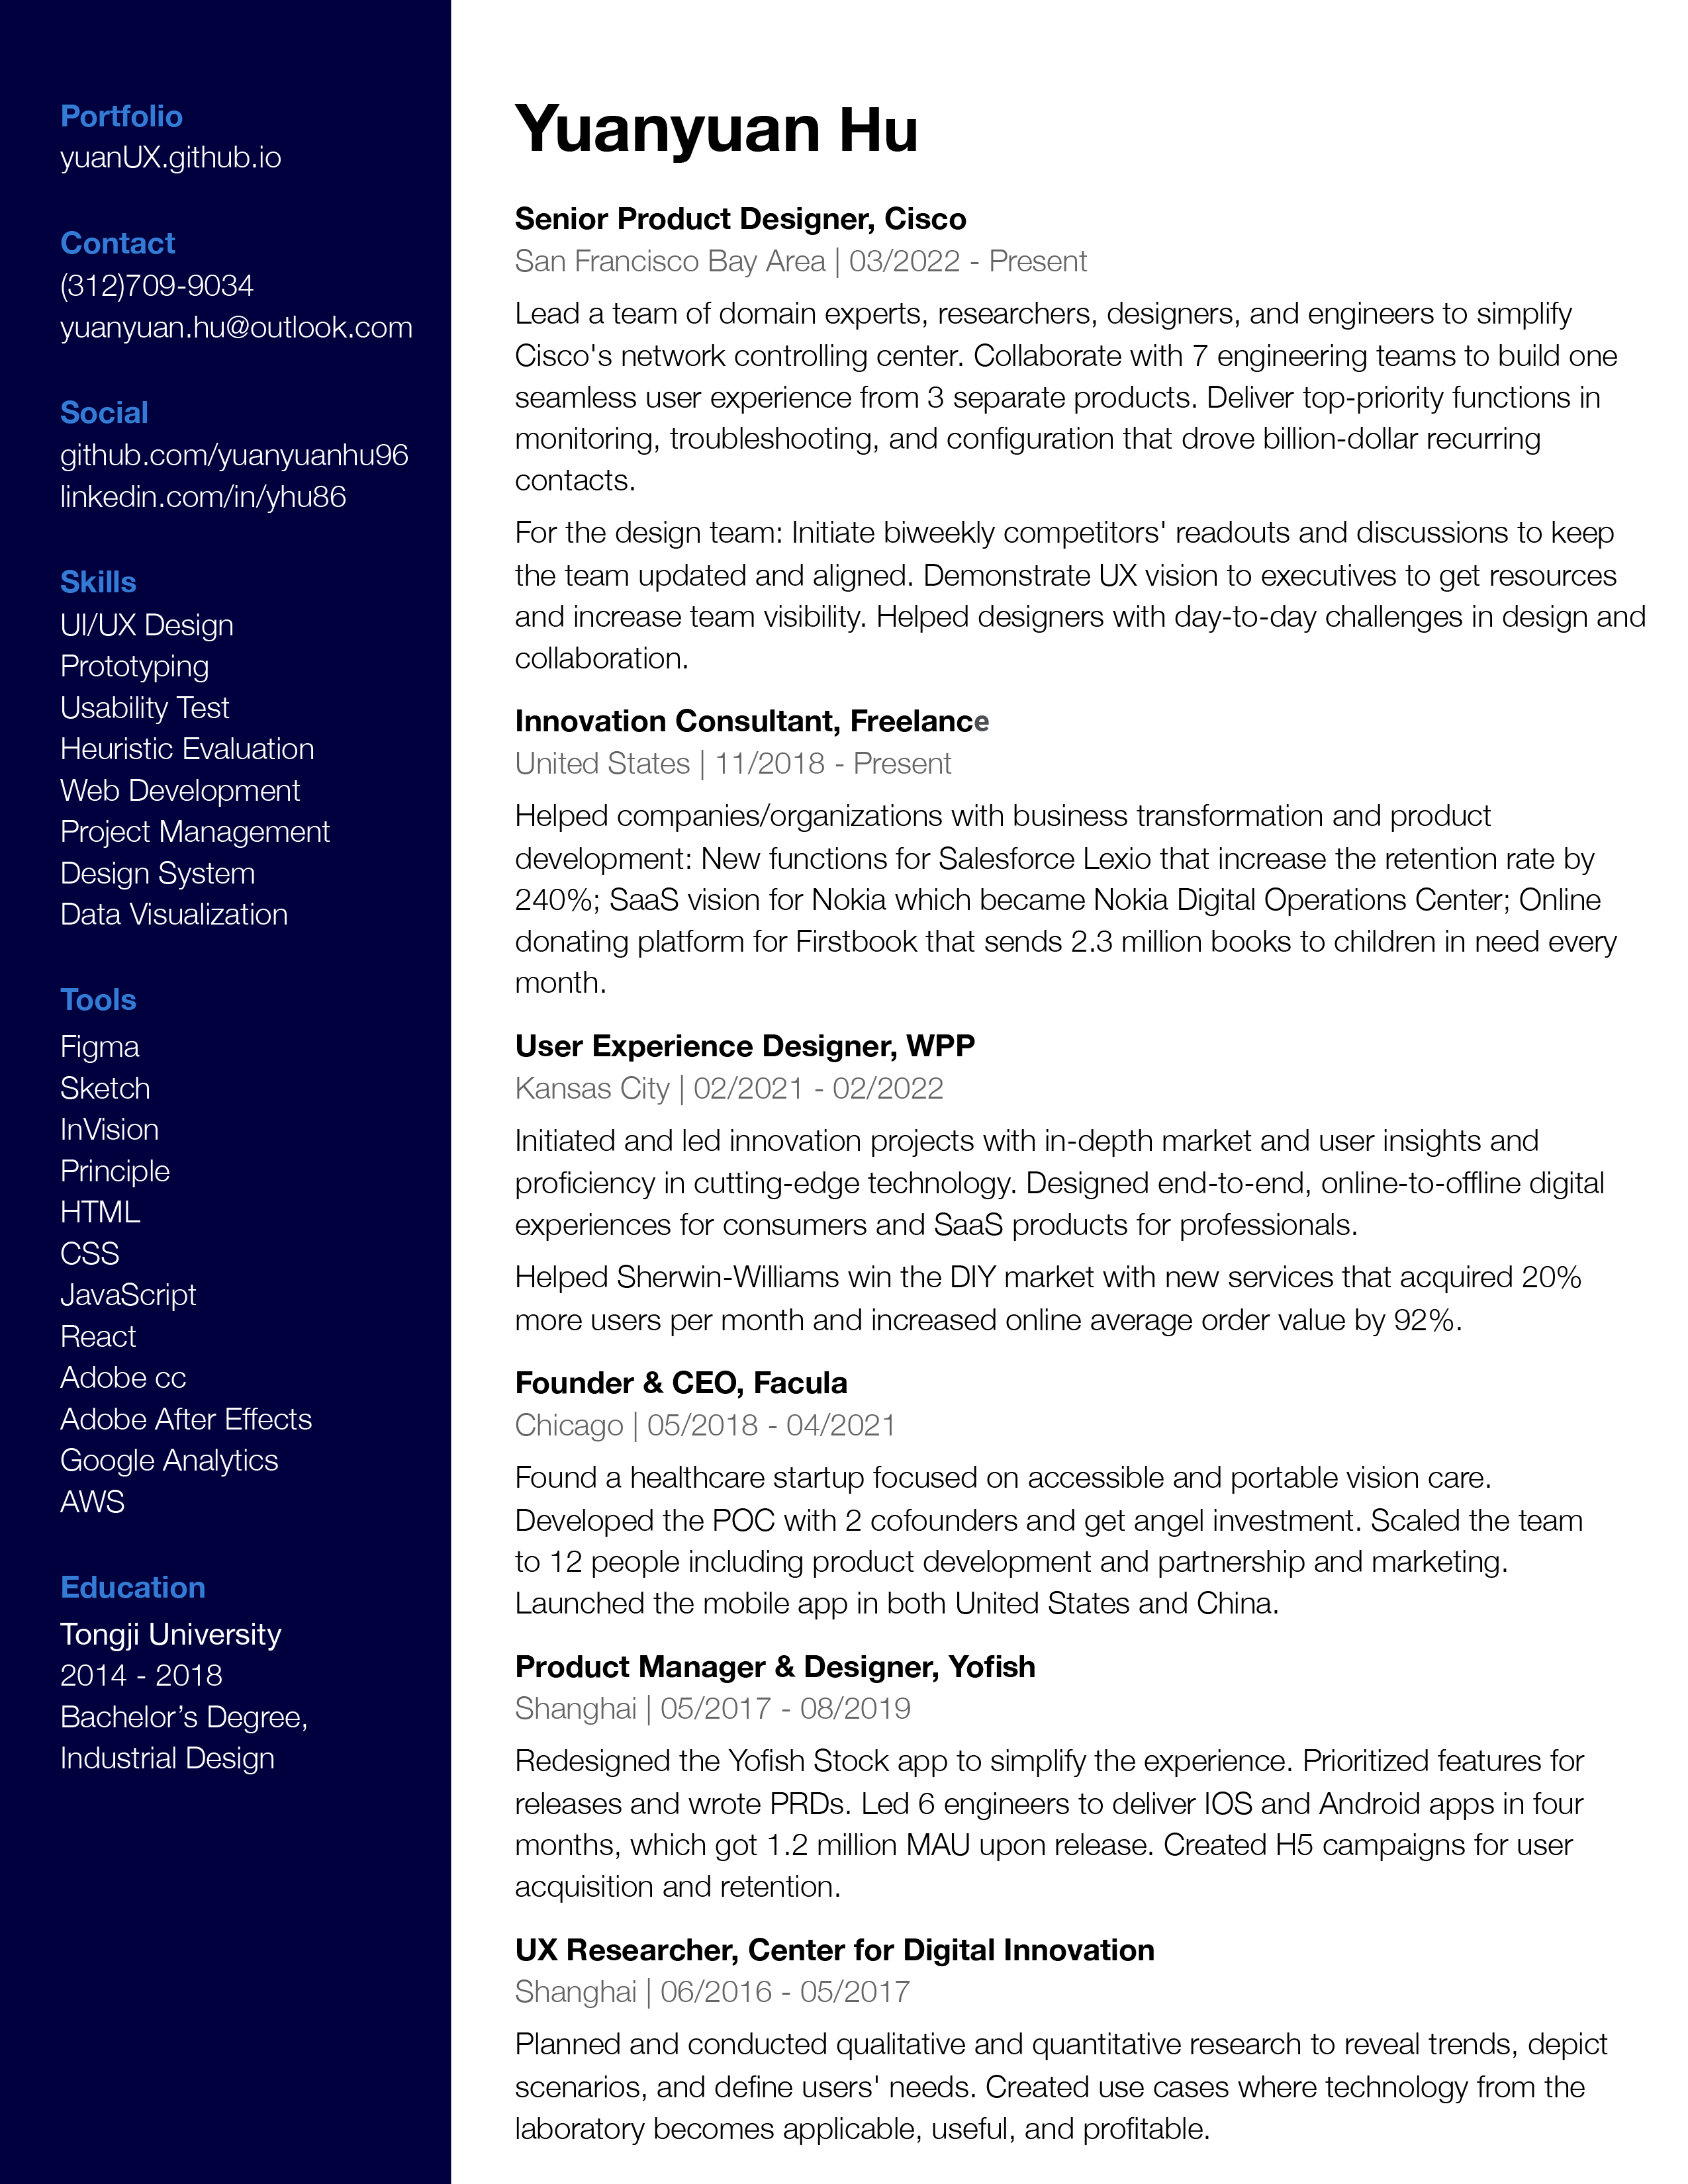 Portfolio
yuanUX.github.io
Contact
(312)709-9034
yuanyuan.hu@outlook.com
Social
github.com/yuanyuanhu96
linkedin.com/in/yhu86
Skills
UI/UX Design
Prototyping
Usability Test
Heuristic Evaluation
Web Development
Project Management
Design System
Data Visualization
Tools
Figma
Sketch
InVision
Principle
HTML
CSS
JavaScript
React
Adobe cc
Adobe After Effects
Google Analytics
AWS
Education
Tongji University
2014 - 2018
Bachelor’s Degree,
Industrial Design
Yuanyuan Hu
Senior Product Designer, Cisco
San Francisco Bay Area | 03/2022 - Present
Lead a team of domain experts, researchers, designers, and engineers to simplify
Cisco's network controlling center. Collaborate with 7 engineering teams to build one
seamless user experience from 3 separate products. Deliver top-priority functions in
monitoring, troubleshooting, and configuration that drove billion-dollar recurring
contacts.
For the design team: Initiate biweekly competitors' readouts and discussions to keep
the team updated and aligned. Demonstrate UX vision to executives to get resources
and increase team visibility. Helped designers with day-to-day challenges in design and
collaboration.
Innovation Consultant, Freelance
United States | 11/2018 - Present
Helped companies/organizations with business transformation and product
development: New functions for Salesforce Lexio that increase the retention rate by
240%; SaaS vision for Nokia which became Nokia Digital Operations Center; Online
donating platform for Firstbook that sends 2.3 million books to children in need every
month.
User Experience Designer, WPP
Kansas City | 02/2021 - 02/2022
Initiated and led innovation projects with in-depth market and user insights and
proficiency in cutting-edge technology. Designed end-to-end, online-to-offline digital
experiences for consumers and SaaS products for professionals.
Helped Sherwin-Williams win the DIY market with new services that acquired 20%
more users per month and increased online average order value by 92%.
Founder & CEO, Facula
Chicago | 05/2018 - 04/2021
Found a healthcare startup focused on accessible and portable vision care.
Developed the POC with 2 cofounders and get angel investment. Scaled the team
to 12 people including product development and partnership and marketing.
Launched the mobile app in both United States and China.
Product Manager & Designer, Yofish
Shanghai | 05/2017 - 08/2019
Redesigned the Yofish Stock app to simplify the experience. Prioritized features for
releases and wrote PRDs. Led 6 engineers to deliver IOS and Android apps in four
months, which got 1.2 million MAU upon release. Created H5 campaigns for user
acquisition and retention.
UX Researcher, Center for Digital Innovation
Shanghai | 06/2016 - 05/2017
Planned and conducted qualitative and quantitative research to reveal trends, depict
scenarios, and define users' needs. Created use cases where technology from the
laboratory becomes applicable, useful, and profitable.